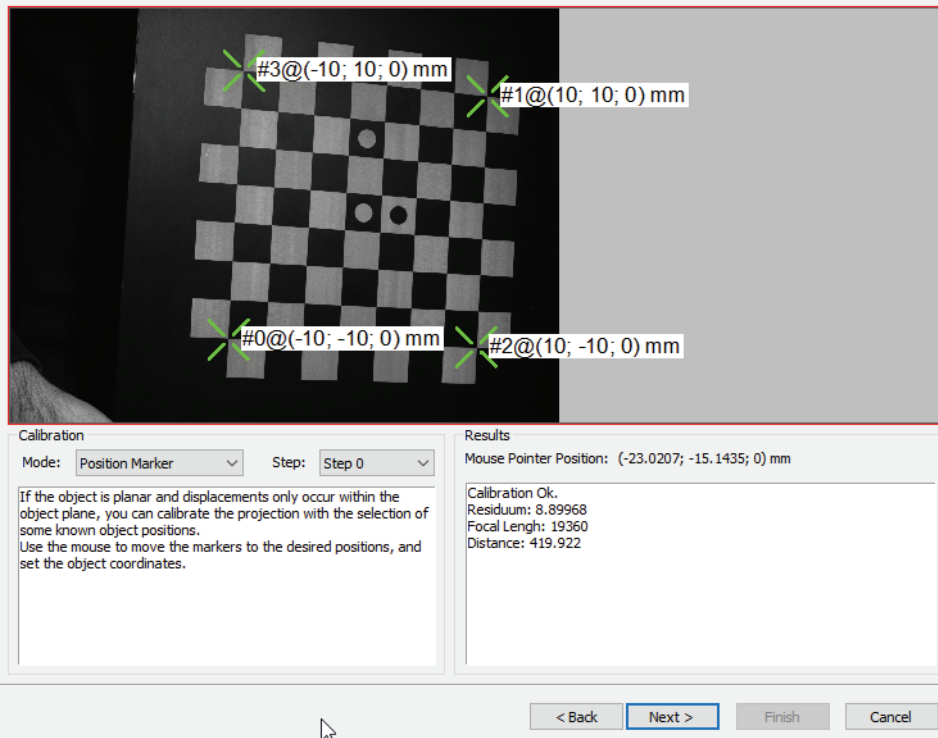 #3@(-10; 10; 0) mm
#1@(10; 10; 0) mm
#0@(-10; -10; 0) mm
#2@(10; -10; 0) mm
Calibration
Mode: Position Marker Step: Step 0
If the object is planar and displacements only occur within the
object plane, you can calibrate the projection with the selection of
some known object positions.
Use the mouse to move the markers to the desired positions, and
set the object coordinates.
Results
Mouse Pointer Position: (-23.0207; -15.1435; 0) mm
Calibration Ok.
Residuum: 8.89968
Focal Lengh: 19360
Distance: 419.922
< Back Next > Finish Cancel